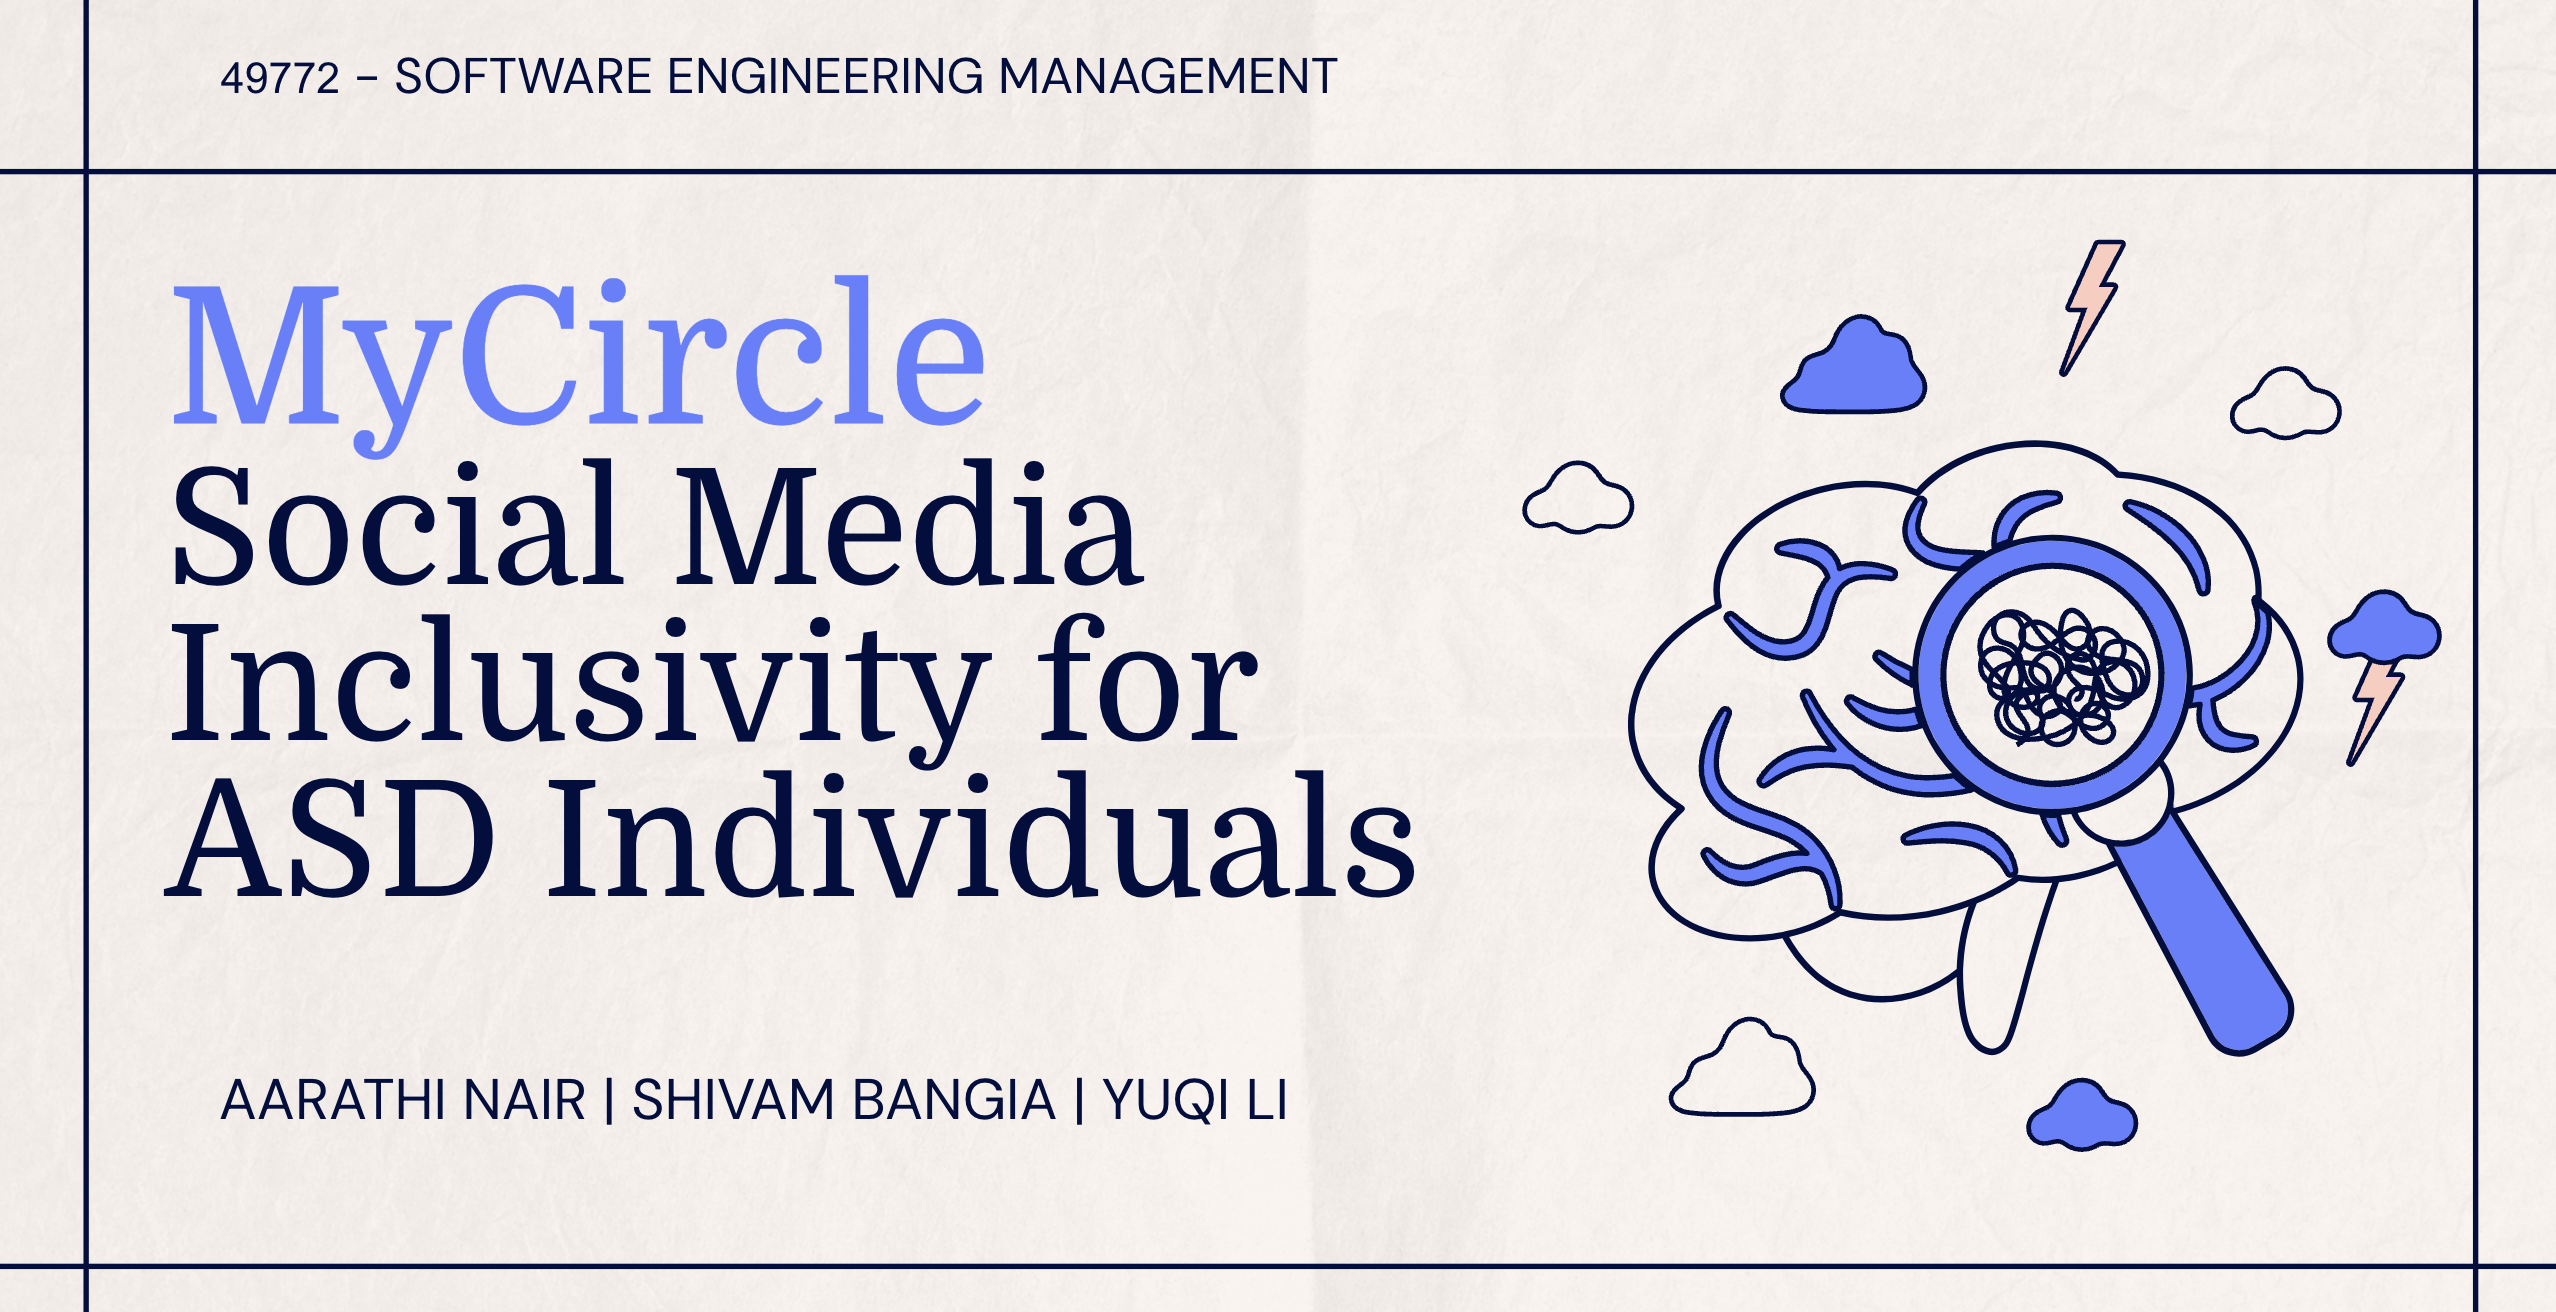 49772 – SOFTWARE ENGINEERING MANAGEMENT
MyCircle
Social Media
Inclusivity for
ASD Individuals
AARATHI NAIR | SHIVAM BANGIA | YUQI LI